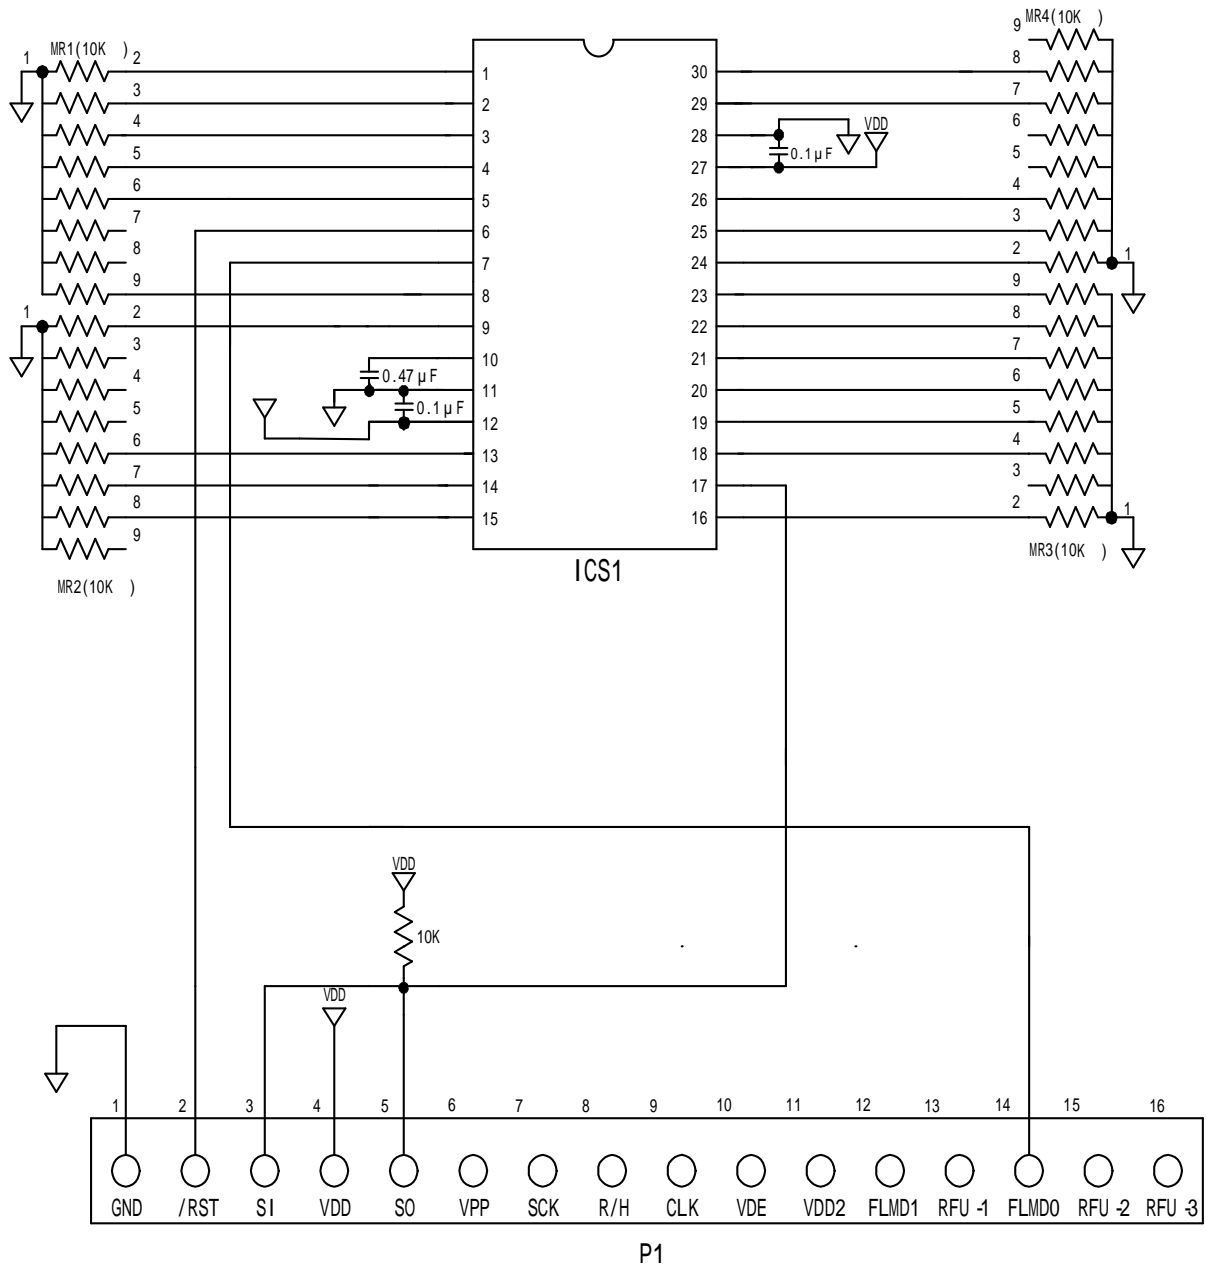 MR4(10K )
9
MR1(10K )
1 2 1 30 8
3 2 29 7
4 3 28 VDD 6
0.1µF
5 4 27 5
6 5 26 4
7 6 25 3
8 7 24 2 1
9 8 23 9
1 2 9 22 8
3 10 21 7
0.47µF
4 11 20 6
0.1µF
5 12 19 5
6 13 18 4
7 14 17 3
8 15 16 2 1
9
MR3(10K )
MR2(10K )
ICS1
VDD
10K
VDD
1 2 3 4 5 6 7 8 9 10 11 12 13 14 15 16
GND /RST SI VDD SO VPP SCK R/H CLK VDE VDD2 FLMD1 RFU -1 FLMD0 RFU -2 RFU -3
P1